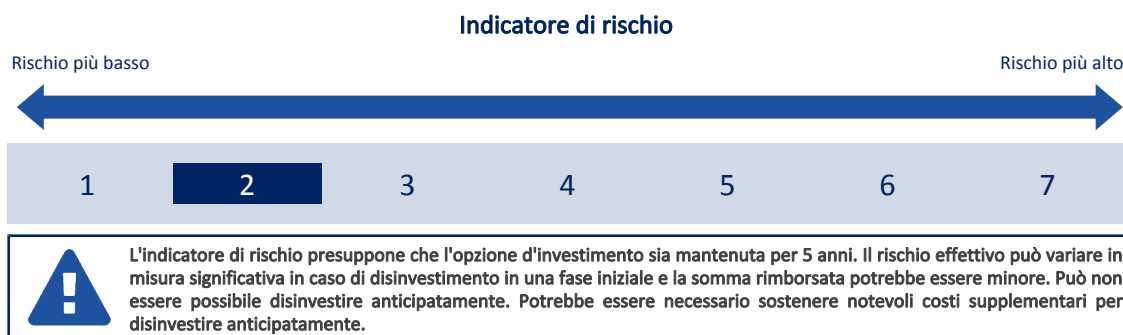 Indicatore di rischio
Rischio più basso
Rischio più alto
1 2 3 4 5 6 7
L'indicatore di rischio presuppone che l'opzione d'investimento sia mantenuta per 5 anni. Il rischio effettivo può variare in
misura significativa in caso di disinvestimento in una fase iniziale e la somma rimborsata potrebbe essere minore. Può non
essere possibile disinvestire anticipatamente. Potrebbe essere necessario sostenere notevoli costi supplementari per
disinvestire anticipatamente.